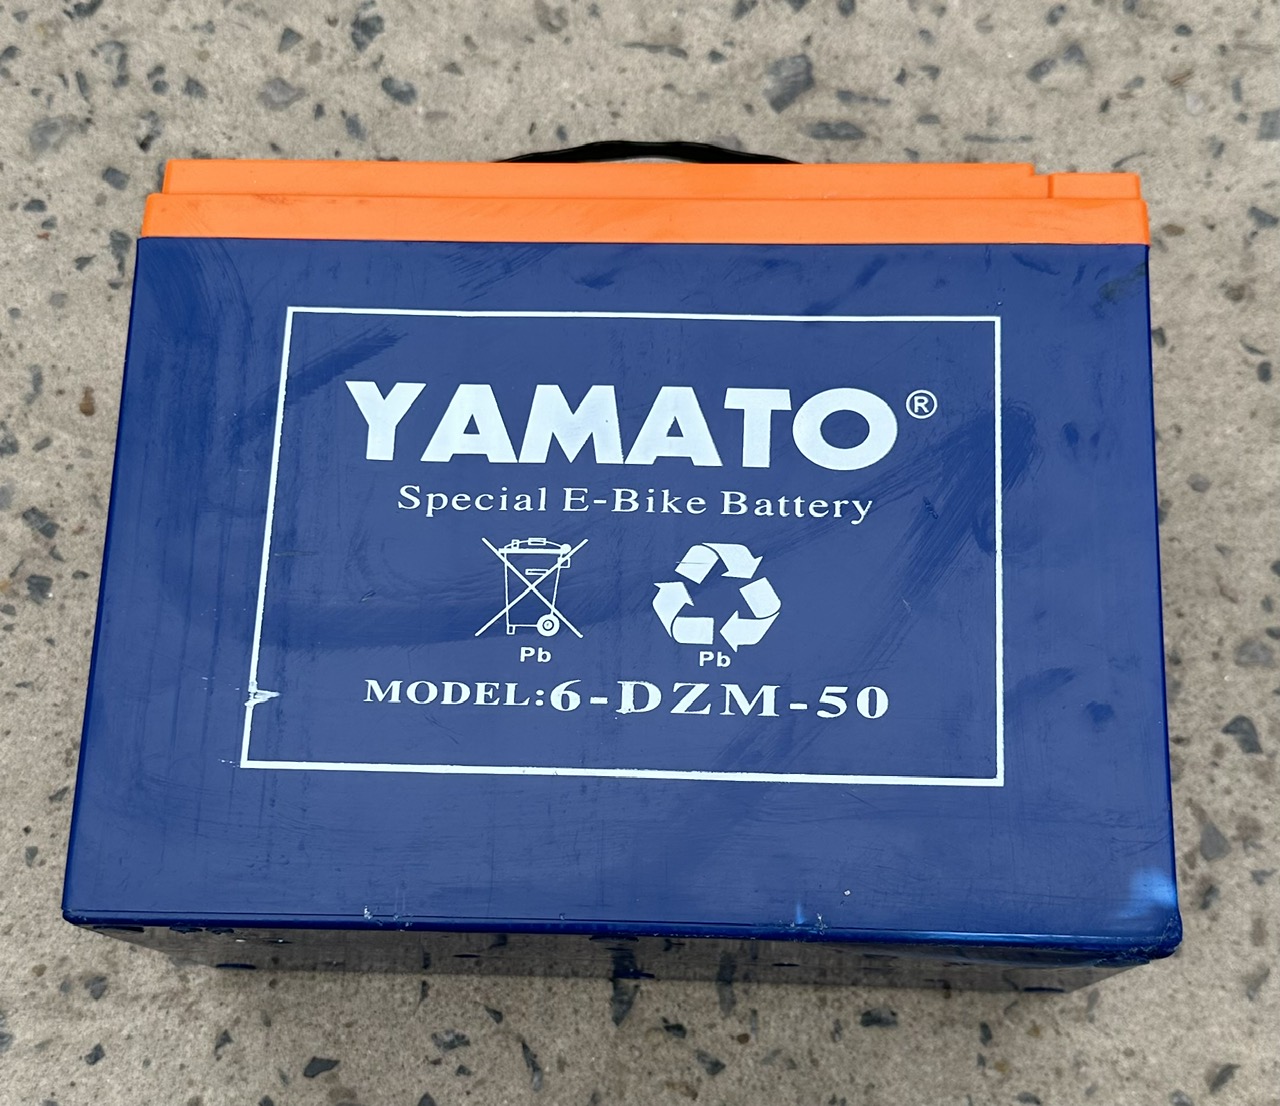 YAMATO®
Special E-Bike Battery
Pb Pb
MODEL:6-DZM-50